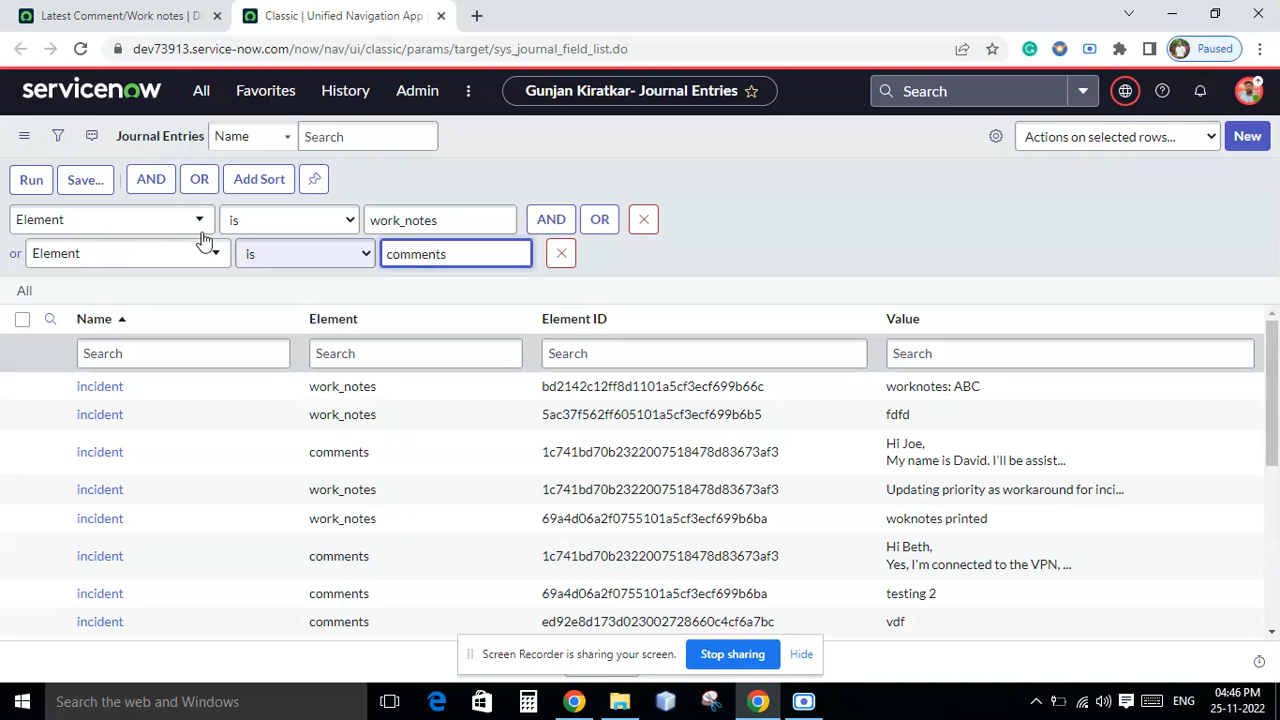 Latest Comment/Work notes | D
Classic | Unified Navigation App |
dev73913.service-now.com/now/nav/ui/classic/params/target/sys_journal_field_list.do
Paused
servicenow
All
Favorites
History
Admin
Gunjan Kiratkar- Journal Entries
Search
Journal Entries
Name
Search
Actions on selected rows...
New
Run
Save...
AND
OR
Add Sort
Element
is
work_notes
AND
OR
or
Element
is
comments
All
Name
Element
Element ID
Value
Search
Search
Search
Search
incident work_notes bd2142c12ff8d1101a5cf3ecf699b66c worknotes: ABC
incident work_notes 5ac37f562ff605101a5cf3ecf699b6b5 fdfd
incident comments 1c741bd70b2322007518478d83673af3 Hi Joe,
My name is David. I'll be assist...
incident work_notes 1c741bd70b2322007518478d83673af3 Updating priority as workaround for inci...
incident work_notes 69a4d06a2f0755101a5cf3ecf699b6ba woknotes printed
incident comments 1c741bd70b2322007518478d83673af3 Hi Beth,
Yes, I'm connected to the VPN, ...
incident comments 69a4d06a2f0755101a5cf3ecf699b6ba testing 2
incident comments ed92e8d173d023002728660c4cf6a7bc vdf
Screen Recorder is sharing your screen.
Stop sharing
Hide
Search the web and Windows
ENG
04:46 PM
25-11-2022